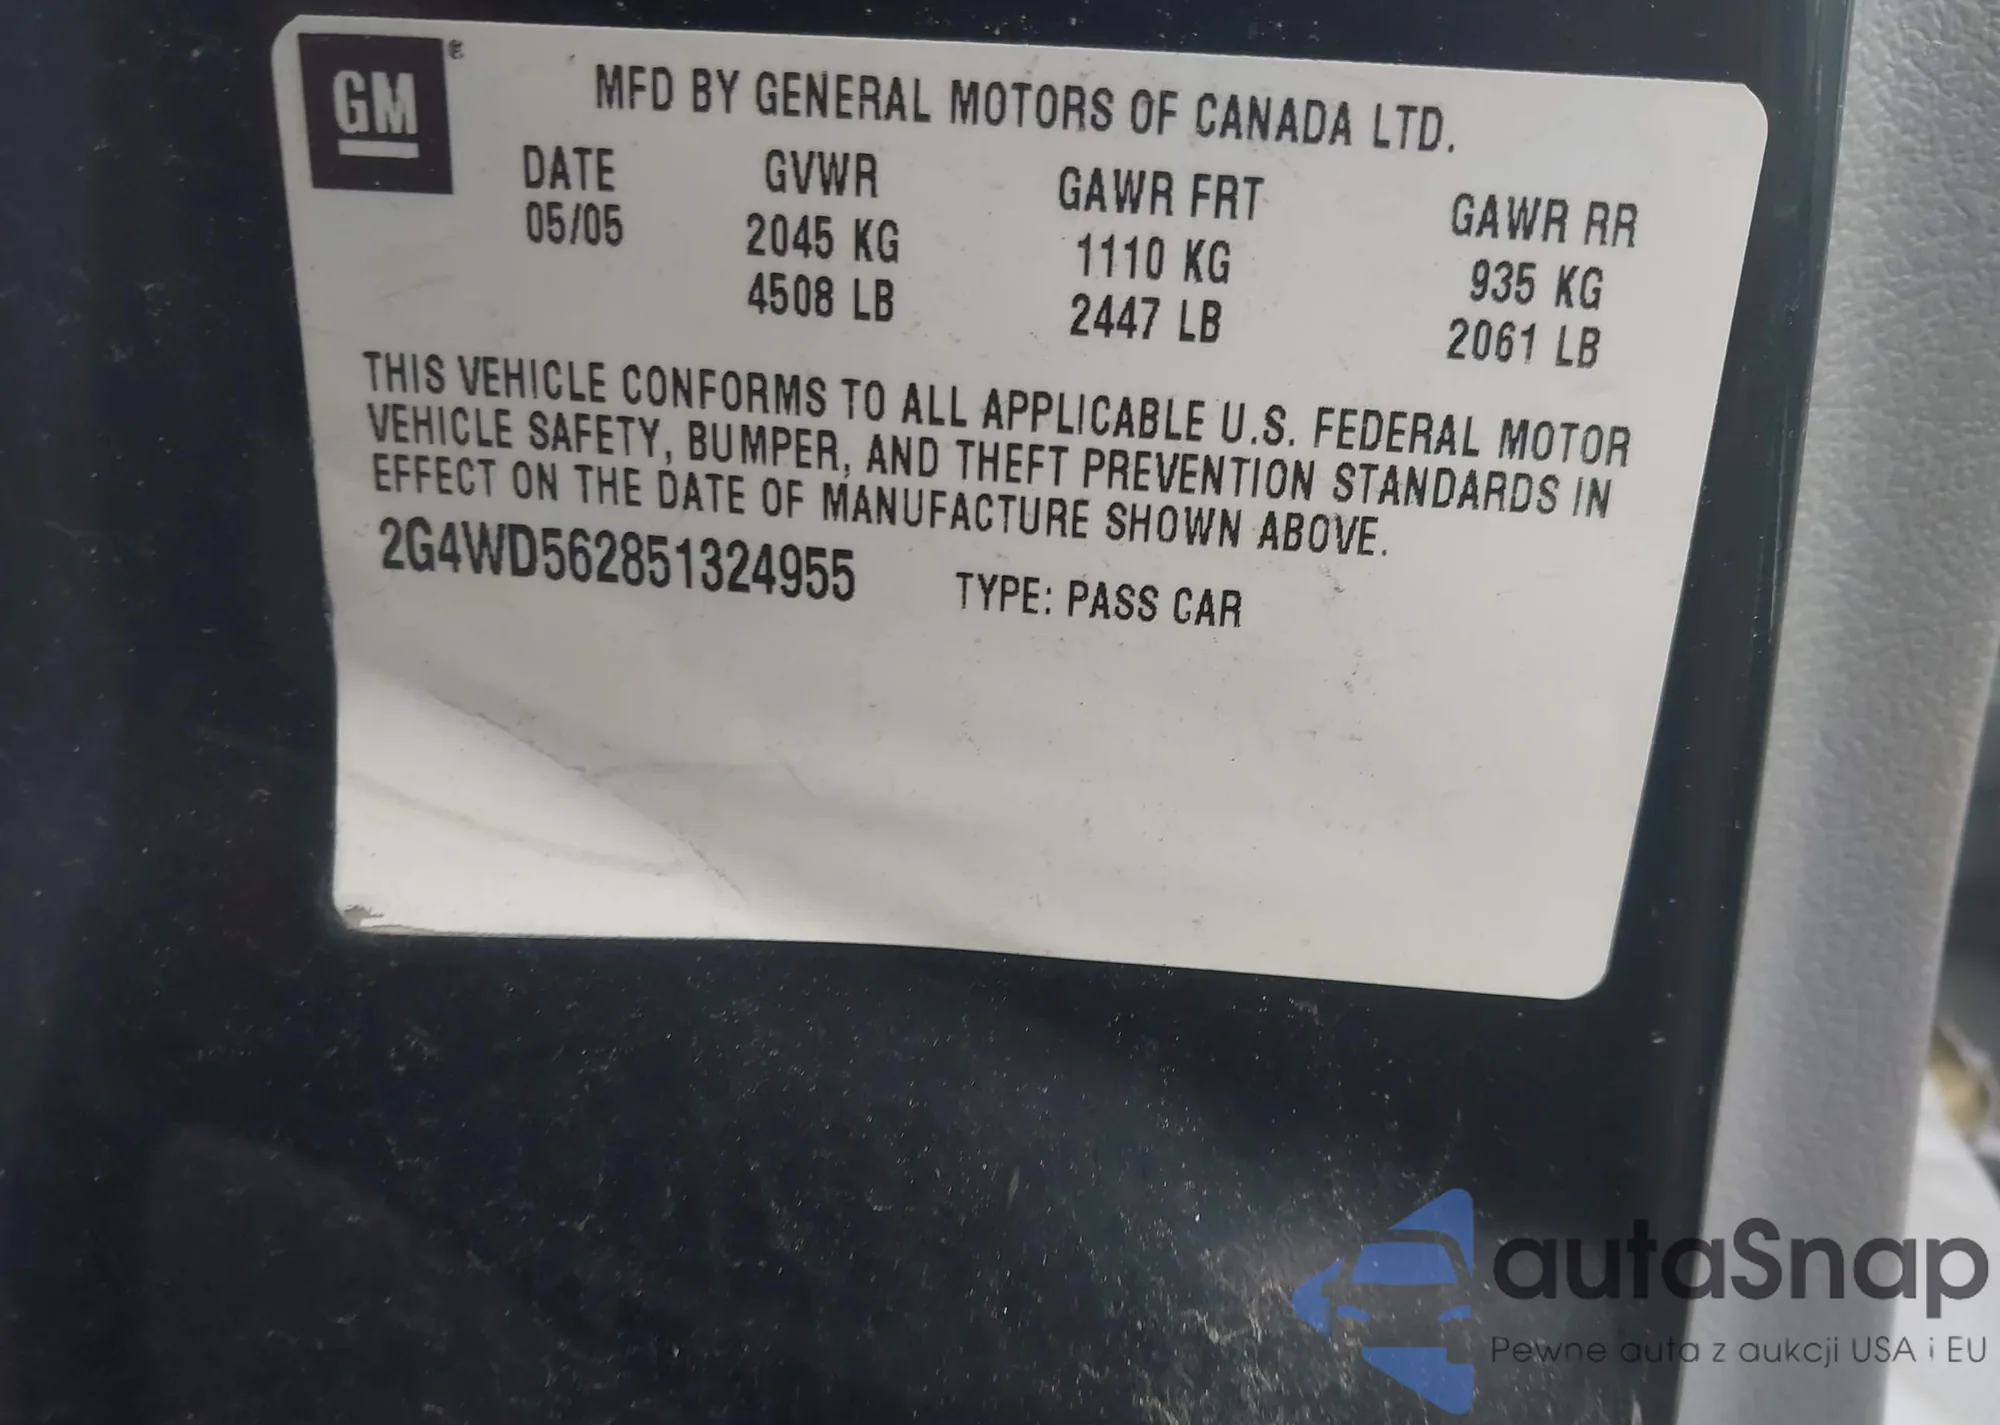 GM ®
MFD BY GENERAL MOTORS OF CANADA LTD.
DATE GVWR GAWR FRT GAWR RR
05/05 2045 KG 1110 KG 935 KG
4508 LB 2447 LB 2061 LB
THIS VEHICLE CONFORMS TO ALL APPLICABLE U.S. FEDERAL MOTOR
VEHICLE SAFETY, BUMPER, AND THEFT PREVENTION STANDARDS IN
EFFECT ON THE DATE OF MANUFACTURE SHOWN ABOVE.
2G4WD562851324955 TYPE: PASS CAR
autaSnap
Pewne auta z aukcji USA i EU